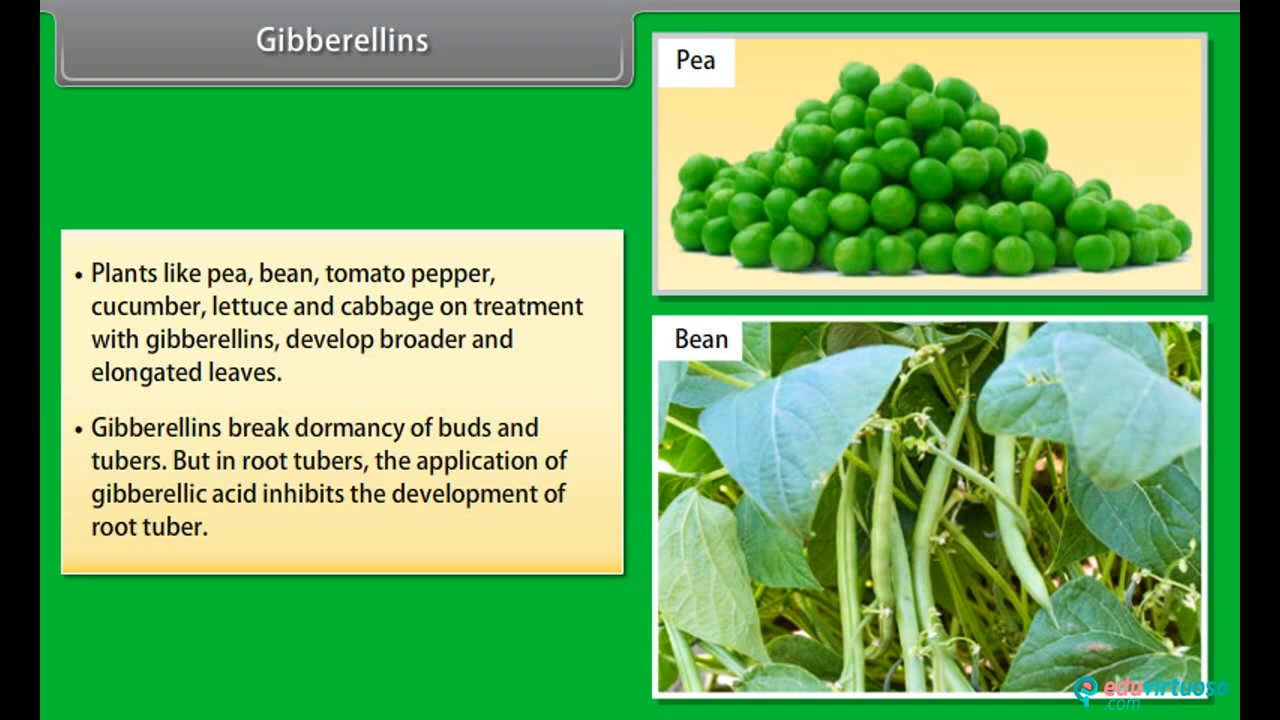 Gibberellins
Pea
• Plants like pea, bean, tomato pepper,
cucumber, lettuce and cabbage on treatment
with gibberellins, develop broader and
elongated leaves.
• Gibberellins break dormancy of buds and
tubers. But in root tubers, the application of
gibberellic acid inhibits the development of
root tuber.
Bean
eduvirtuoso
.com